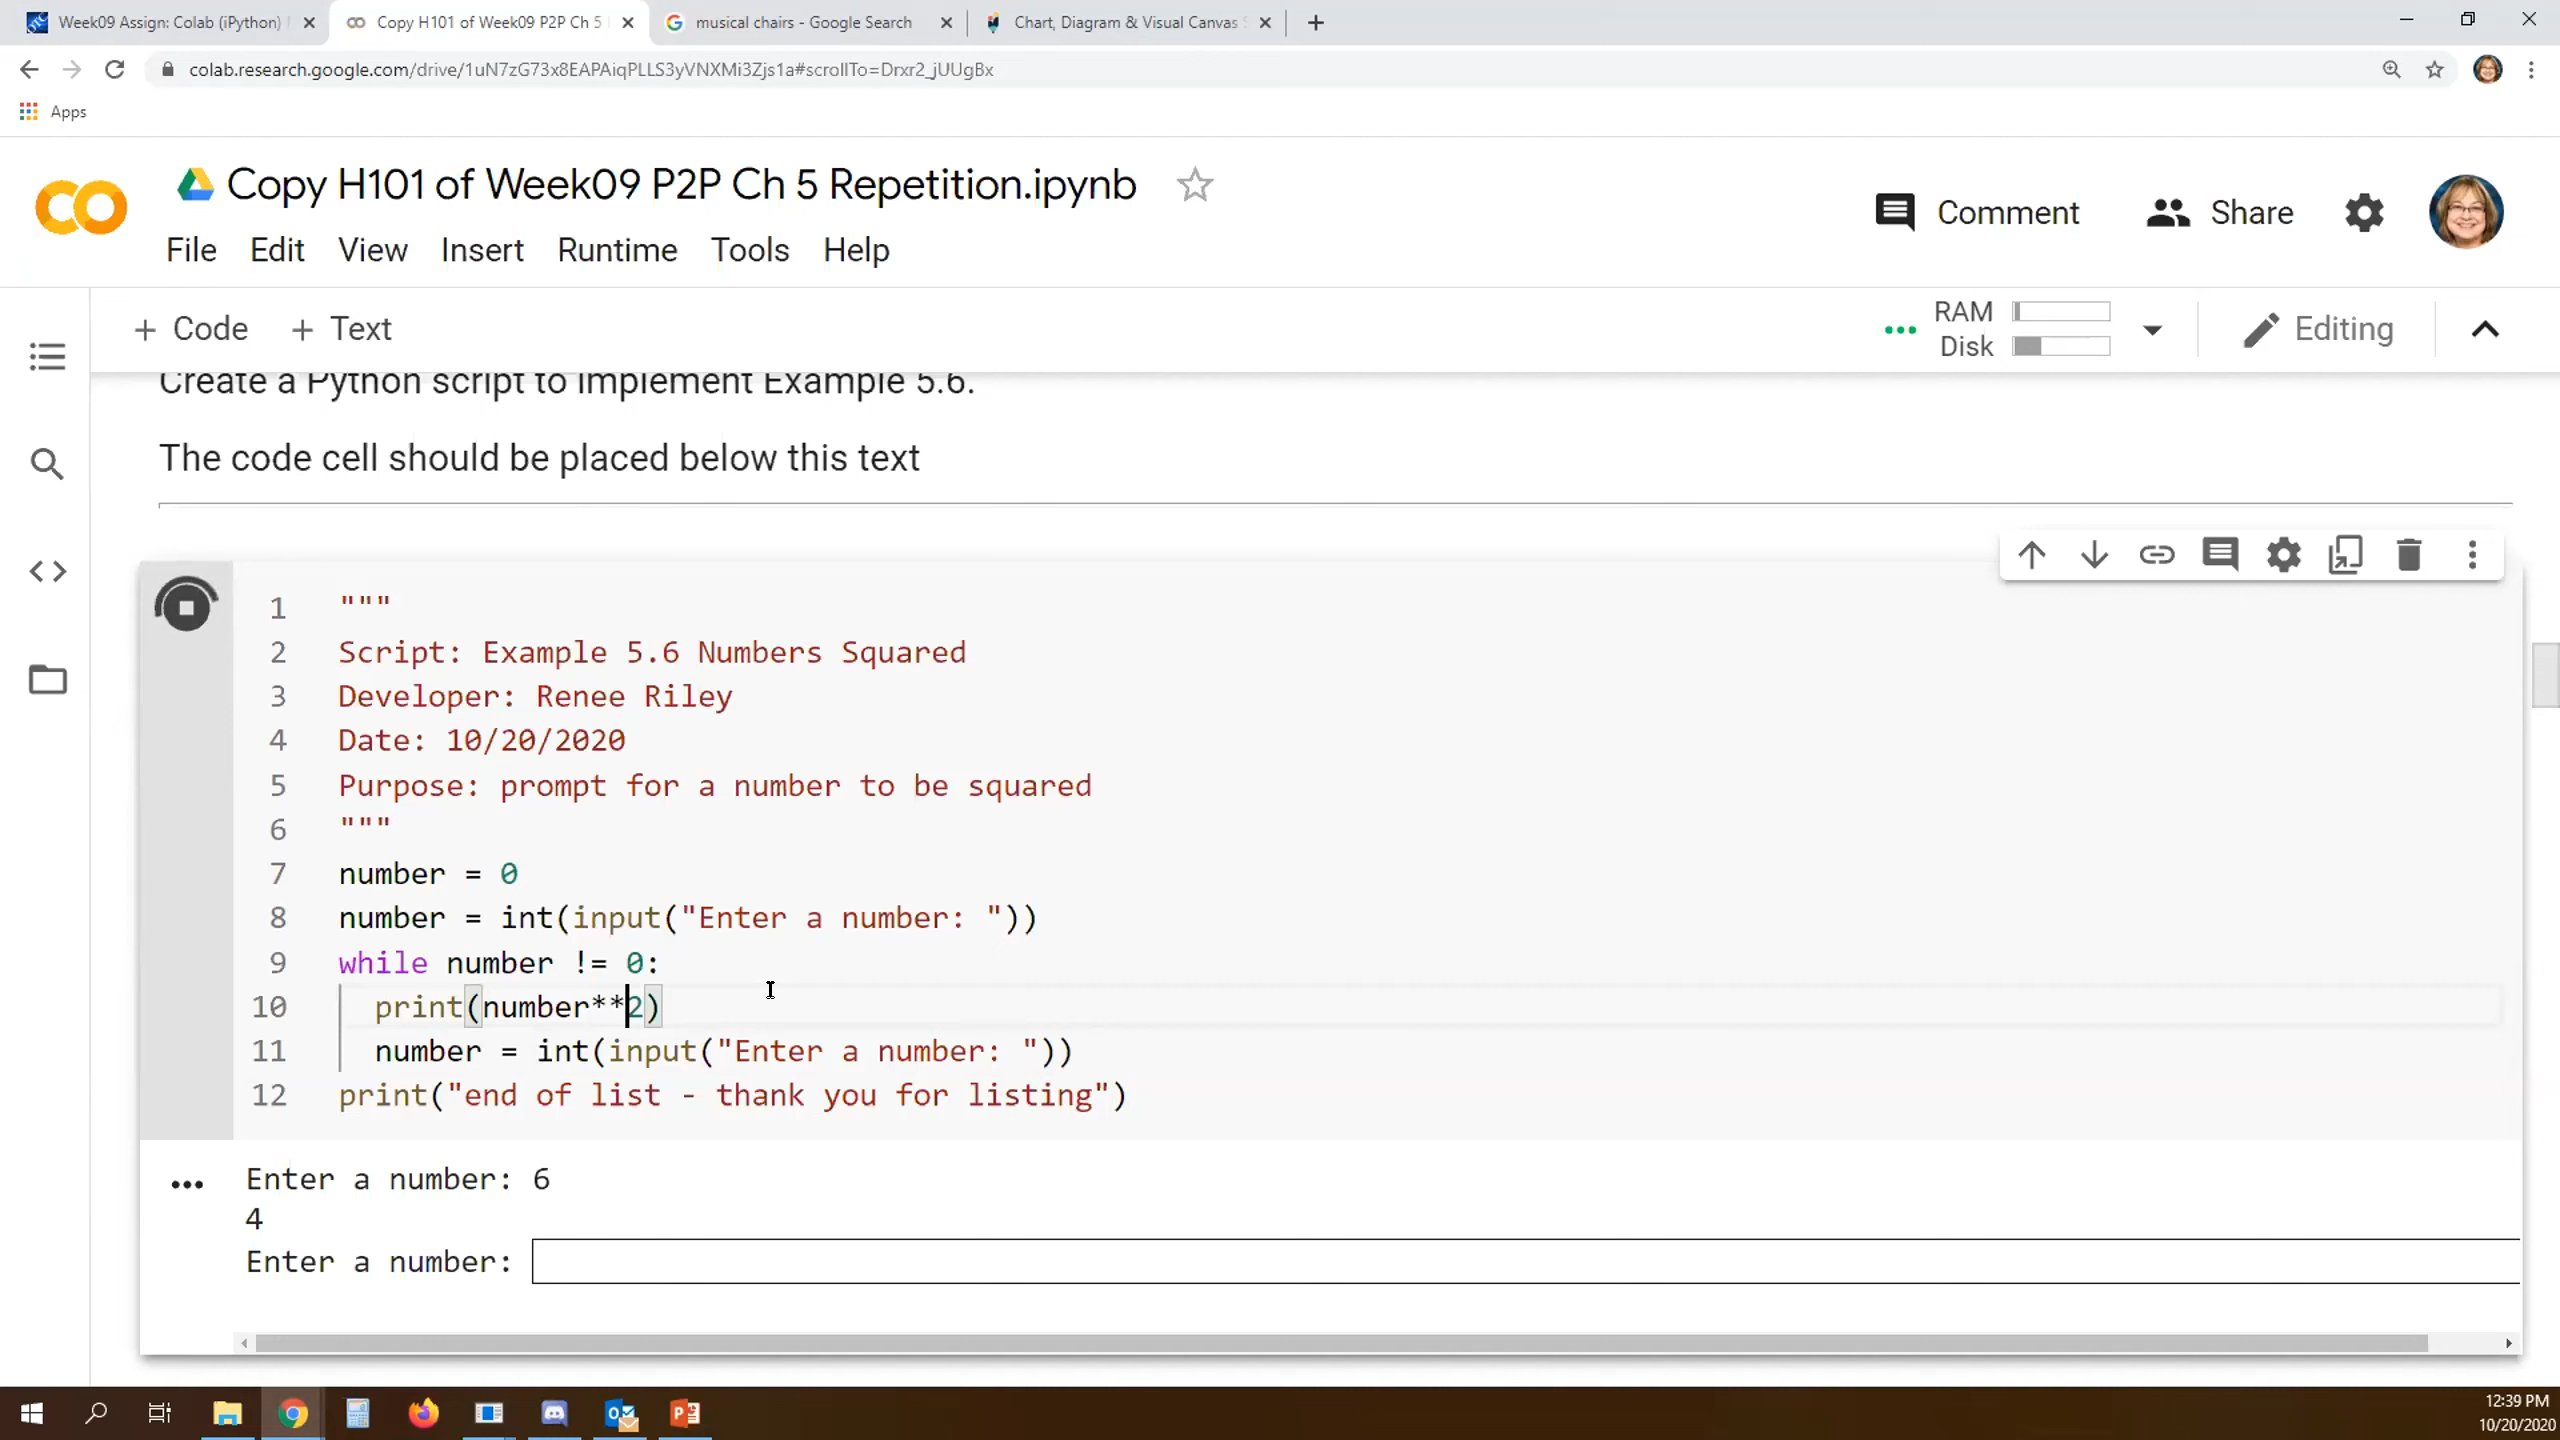 Week09 Assign: Colab (iPython)
Copy H101 of Week09 P2P Ch 5
musical chairs - Google Search
Chart, Diagram & Visual Canvas
colab.research.google.com/drive/1uN7zG73x8EAPAiqPLLS3yVNXMi3Zjs1a#scrollTo=Drxr2_jUUgBx
Apps
Copy H101 of Week09 P2P Ch 5 Repetition.ipynb
Comment
Share
File Edit View Insert Runtime Tools Help
+ Code + Text
RAM
Disk
Editing
Create a Python script to implement Example 5.6.
The code cell should be placed below this text
1 """
2 Script: Example 5.6 Numbers Squared
3 Developer: Renee Riley
4 Date: 10/20/2020
5 Purpose: prompt for a number to be squared
6 """
7 number = 0
8 number = int(input("Enter a number: "))
9 while number != 0:
10 print(number**2)
11 number = int(input("Enter a number: "))
12 print("end of list - thank you for listing")
Enter a number: 6
4
Enter a number:
12:39 PM
10/20/2020